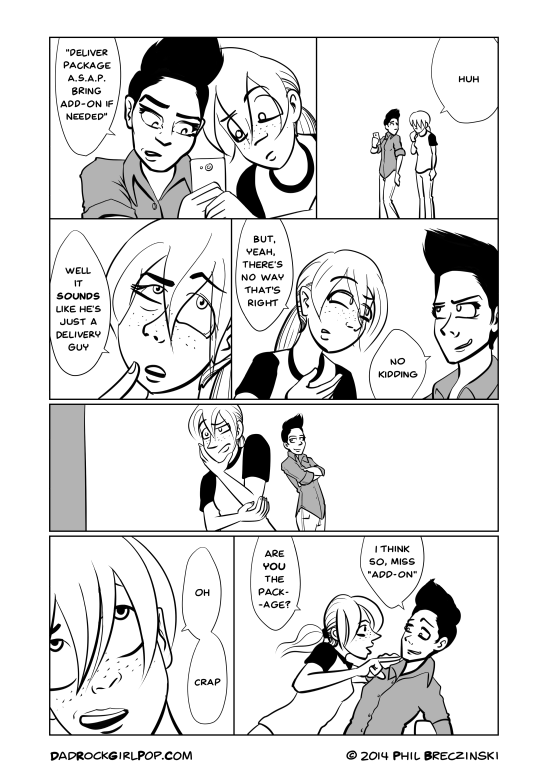 "DELIVER
PACKAGE
A.S.A.P.
BRING
ADD-ON IF
NEEDED"
HUH
WELL
IT
SOUNDS
LIKE HE'S
JUST A
DELIVERY
GUY
BUT,
YEAH,
THERE'S
NO WAY
THAT'S
RIGHT
NO
KIDDING
OH
CRAP
ARE
YOU
THE
PACK-
-AGE?
I THINK
SO, MISS
"ADD-ON"
DADROCKGIRLPOP.COM
© 2014 PHIL BRECZINSKI